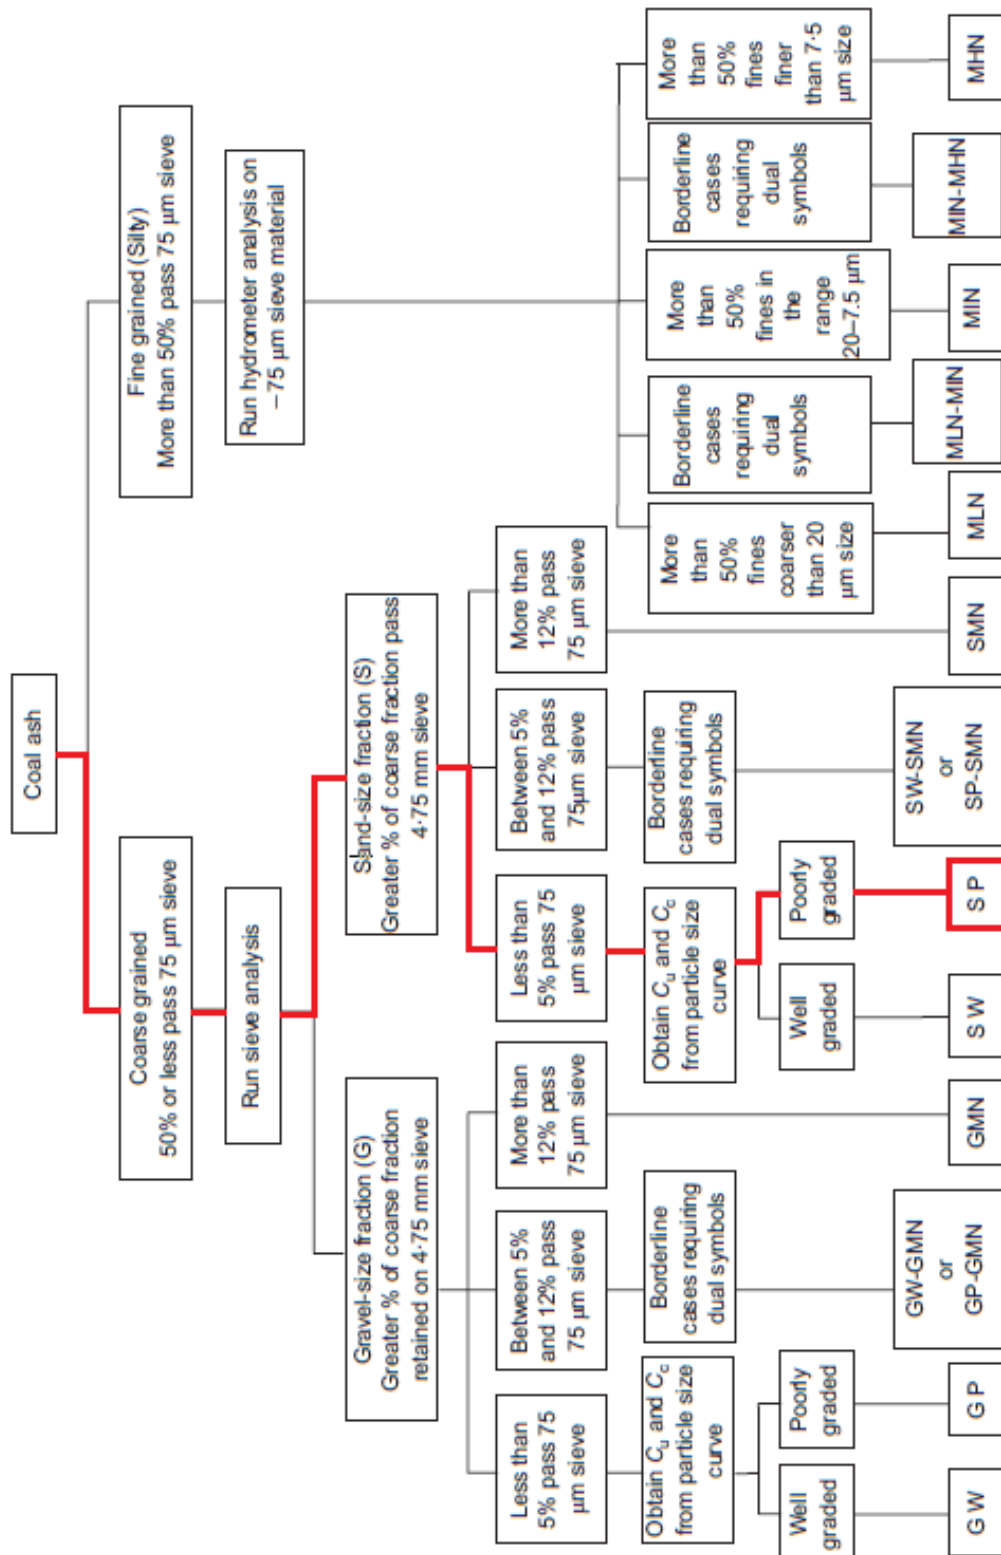 Coal ash
Coarse grained
50% or less pass 75 μm sieve
Fine grained (Silty)
More than 50% pass 75 μm sieve
Run sieve analysis
Run hydrometer analysis on
−75 μm sieve material
Gravel-size fraction (G)
Greater % of coarse fraction
retained on 4·75 mm sieve
Sand-size fraction (S)
Greater % of coarse fraction pass
4·75 mm sieve
Less than
5% pass 75
μm sieve
Between 5%
and 12% pass
75 μm sieve
More than
12% pass
75 μm sieve
Less than
5% pass 75
μm sieve
Between 5%
and 12% pass
75μm sieve
More than
12% pass
75 μm sieve
Obtain Cu and Cc
from particle size
curve
Borderline
cases requiring
dual symbols
Obtain Cu and Cc
from particle size
curve
Borderline
cases requiring
dual symbols
More
than
50%
fines
coarser
than 20
μm size
Borderline
cases
requiring
dual
symbols
More
than
50%
fines in
the
range
20–7.5 μm
Borderline
cases
requiring
dual
symbols
More
than
50%
fines
finer
than 7·5
μm size
Well
graded
Poorly
graded
Well
graded
Poorly
graded
G W
G P
GW-GMN
or
GP-GMN
GMN
S W
S P
SW-SMN
or
SP-SMN
SMN
MLN
MLN-MIN
MIN
MIN-MHN
MHN